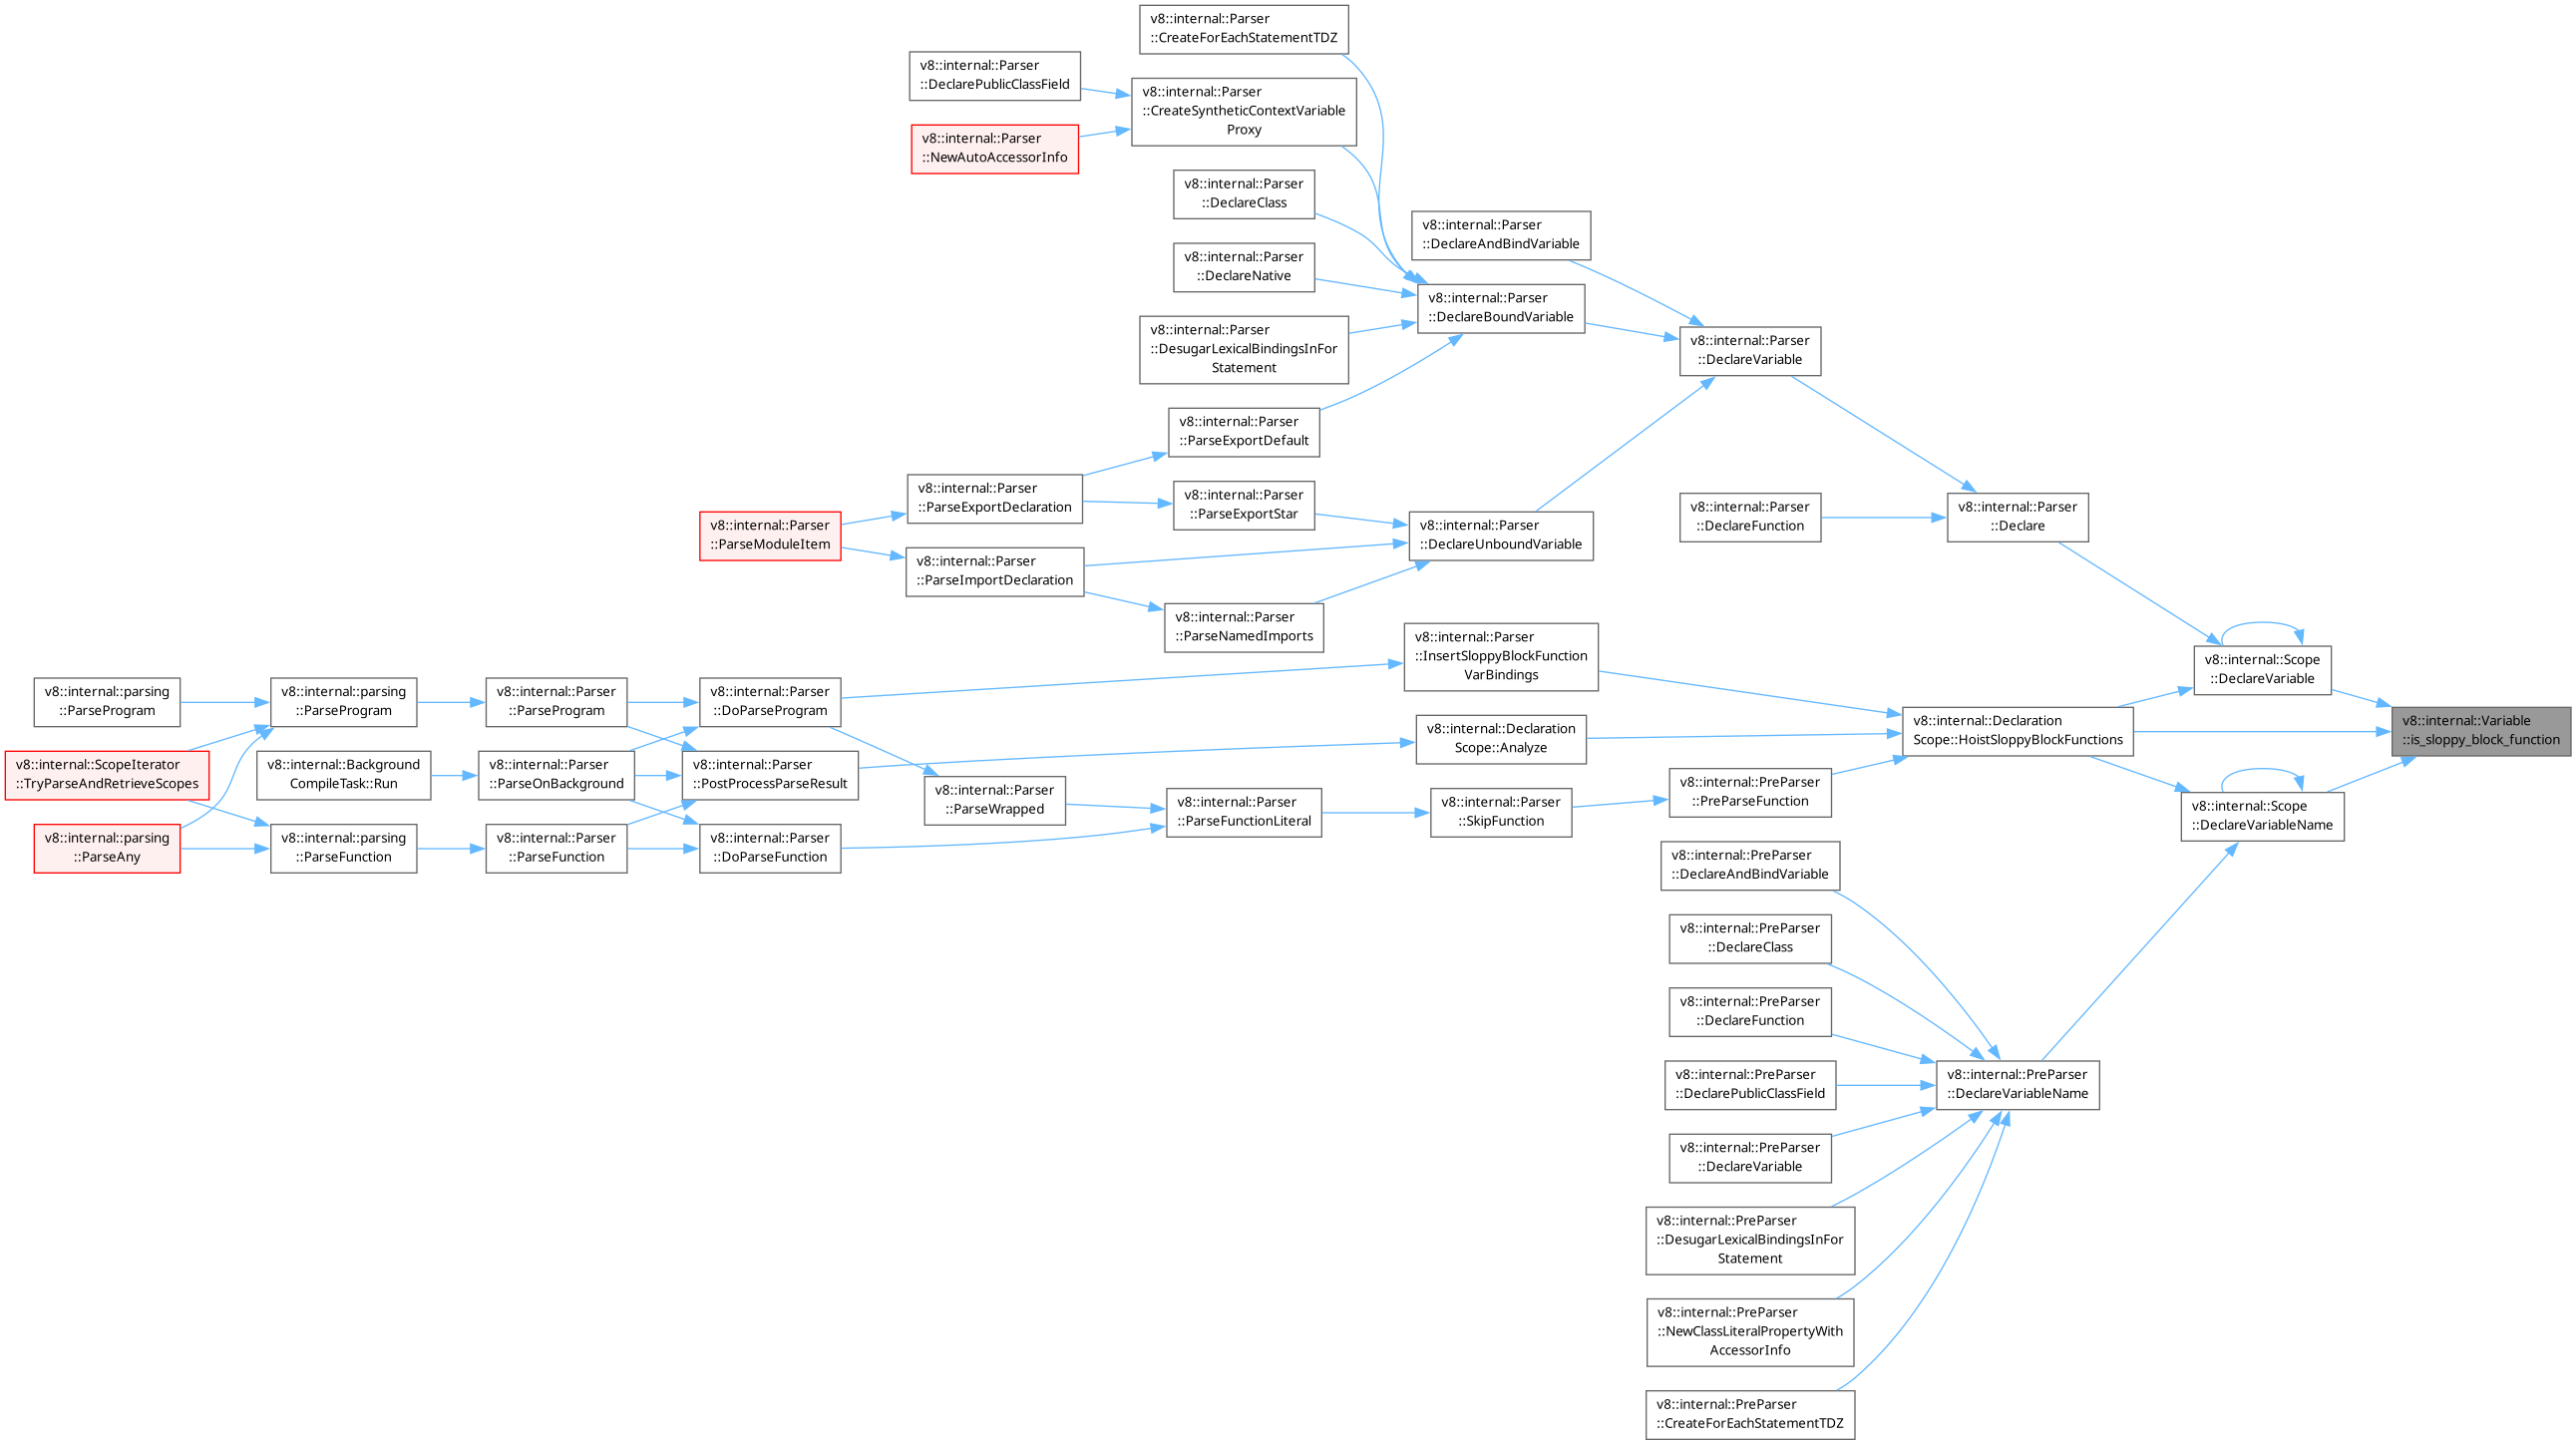 v8::internal::Parser
::CreateForEachStatementTDZ
v8::internal::Parser
::DeclarePublicClassField
v8::internal::Parser
::CreateSyntheticContextVariable
Proxy
v8::internal::Parser
::NewAutoAccessorInfo
v8::internal::Parser
::DeclareClass
v8::internal::Parser
::DeclareAndBindVariable
v8::internal::Parser
::DeclareNative
v8::internal::Parser
::DeclareBoundVariable
v8::internal::Parser
::DesugarLexicalBindingsInFor
Statement
v8::internal::Parser
::DeclareVariable
v8::internal::Parser
::ParseExportDefault
v8::internal::Parser
::ParseExportDeclaration
v8::internal::Parser
::ParseExportStar
v8::internal::Parser
::DeclareFunction
v8::internal::Parser
::Declare
v8::internal::Parser
::ParseModuleItem
v8::internal::Parser
::DeclareUnboundVariable
v8::internal::Parser
::ParseImportDeclaration
v8::internal::Parser
::ParseNamedImports
v8::internal::Parser
::InsertSloppyBlockFunction
VarBindings
v8::internal::Scope
::DeclareVariable
v8::internal::parsing
::ParseProgram
v8::internal::parsing
::ParseProgram
v8::internal::Parser
::ParseProgram
v8::internal::Parser
::DoParseProgram
v8::internal::Declaration
Scope::HoistSloppyBlockFunctions
v8::internal::Variable
::is_sloppy_block_function
v8::internal::Declaration
Scope::Analyze
v8::internal::ScopeIterator
::TryParseAndRetrieveScopes
v8::internal::Background
CompileTask::Run
v8::internal::Parser
::ParseOnBackground
v8::internal::Parser
::PostProcessParseResult
v8::internal::Parser
::ParseWrapped
v8::internal::Parser
::ParseFunctionLiteral
v8::internal::Parser
::SkipFunction
v8::internal::PreParser
::PreParseFunction
v8::internal::Scope
::DeclareVariableName
v8::internal::parsing
::ParseAny
v8::internal::parsing
::ParseFunction
v8::internal::Parser
::ParseFunction
v8::internal::Parser
::DoParseFunction
v8::internal::PreParser
::DeclareAndBindVariable
v8::internal::PreParser
::DeclareClass
v8::internal::PreParser
::DeclareFunction
v8::internal::PreParser
::DeclarePublicClassField
v8::internal::PreParser
::DeclareVariableName
v8::internal::PreParser
::DeclareVariable
v8::internal::PreParser
::DesugarLexicalBindingsInFor
Statement
v8::internal::PreParser
::NewClassLiteralPropertyWith
AccessorInfo
v8::internal::PreParser
::CreateForEachStatementTDZ